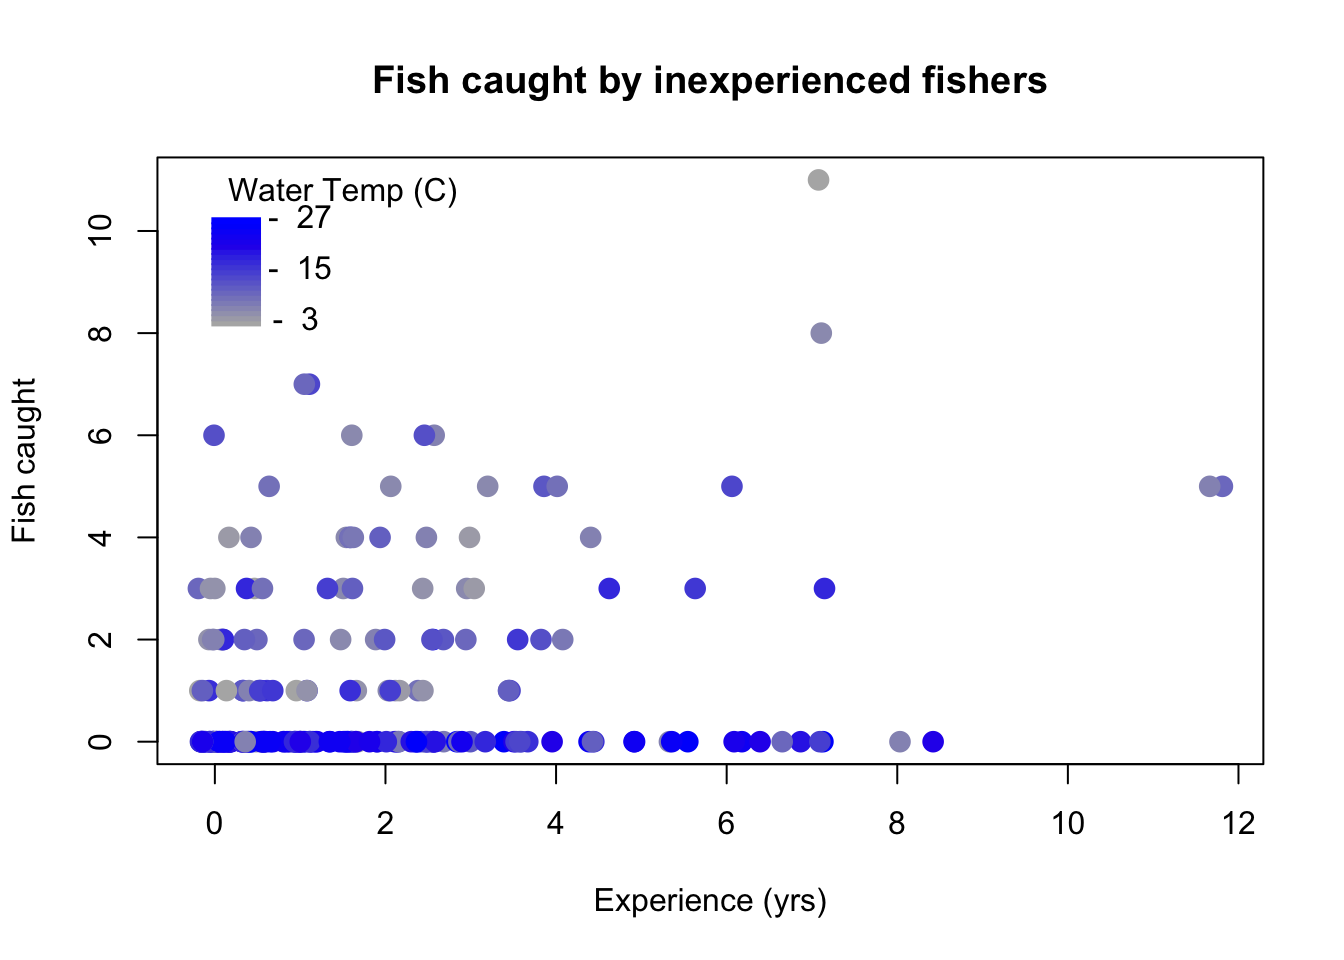 Fish caught by inexperienced fishers
Water Temp (C)
- 27
- 15
- 3
Fish caught
10
8
6
4
2
0
0 2 4 6 8 10 12
Experience (yrs)